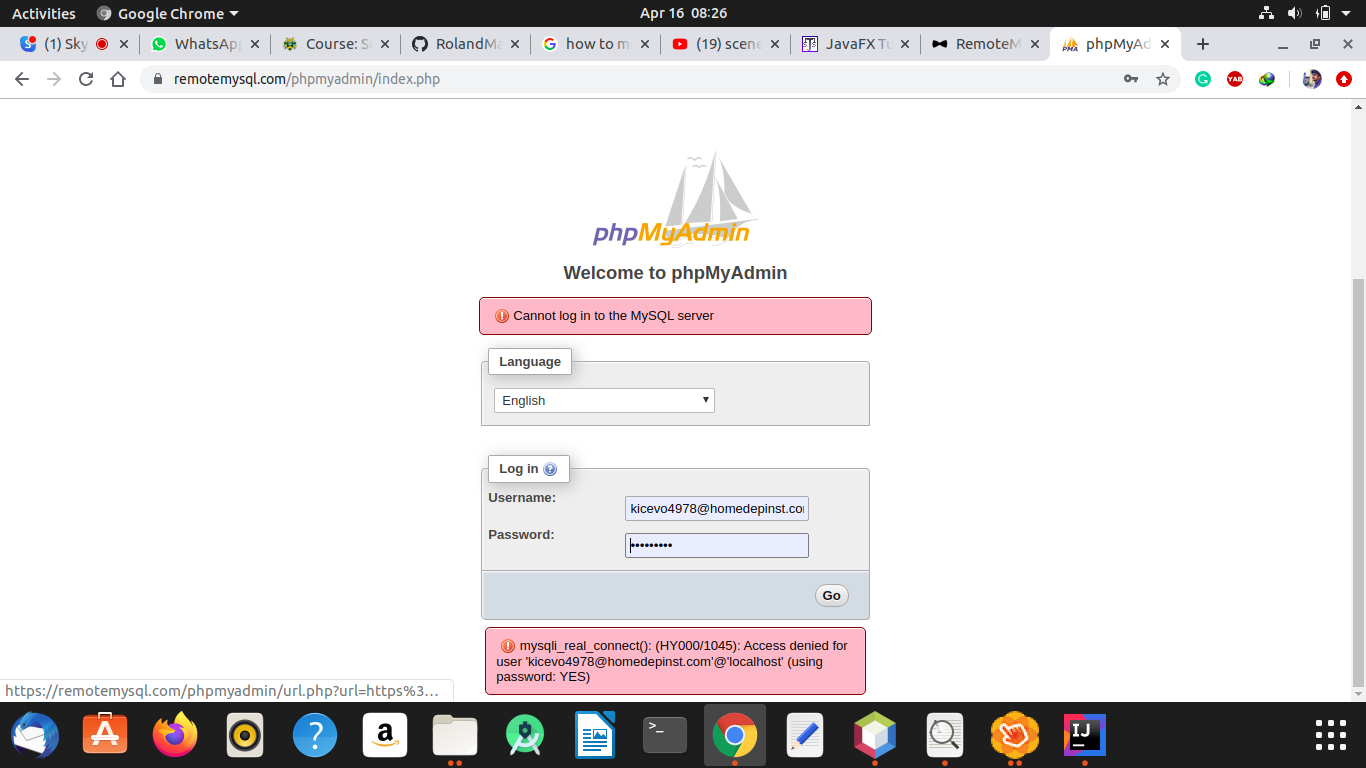 Activities
Google Chrome
Apr 16 08:26
(1) Sky
WhatsApp
Course: S
RolandMa
how to m
(19) scene
JavaFX Tu
RemoteM
phpMyAd
remotemysql.com/phpmyadmin/index.php
YAB
phpMyAdmin
Welcome to phpMyAdmin
Cannot log in to the MySQL server
Language
English
Log in
Username:
kicevo4978@homedepinst.co
Password:
Go
mysqli_real_connect(): (HY000/1045): Access denied for
user 'kicevo4978@homedepinst.com'@'localhost' (using
password: YES)
https://remotemysql.com/phpmyadmin/url.php?url=https%3…